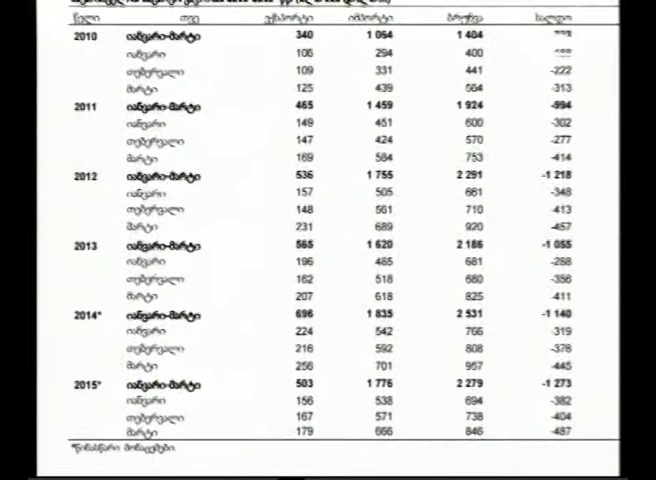 წელი თვე ექსპორტი იმპორტი ბრუნვა სალდო
2010 იანვარი-მარტი 340 1 064 1 404
იანვარი 106 294 400
თებერვალი 109 331 441 -222
მარტი 125 439 564 -313
2011 იანვარი-მარტი 465 1 459 1 924 -994
იანვარი 149 451 600 -302
თებერვალი 147 424 570 -277
მარტი 169 584 753 -414
2012 იანვარი-მარტი 536 1 755 2 291 -1 218
იანვარი 157 505 661 -348
თებერვალი 148 561 710 -413
მარტი 231 689 920 -457
2013 იანვარი-მარტი 565 1 620 2 186 -1 055
იანვარი 196 485 681 -288
თებერვალი 162 518 680 -356
მარტი 207 618 825 -411
2014* იანვარი-მარტი 696 1 835 2 531 -1 140
იანვარი 224 542 766 -319
თებერვალი 216 592 808 -376
მარტი 256 701 957 -445
2015* იანვარი-მარტი 503 1 776 2 279 -1 273
იანვარი 156 538 694 -382
თებერვალი 167 571 738 -404
მარტი 179 666 846 -487
*წინასწარი მონაცემები.